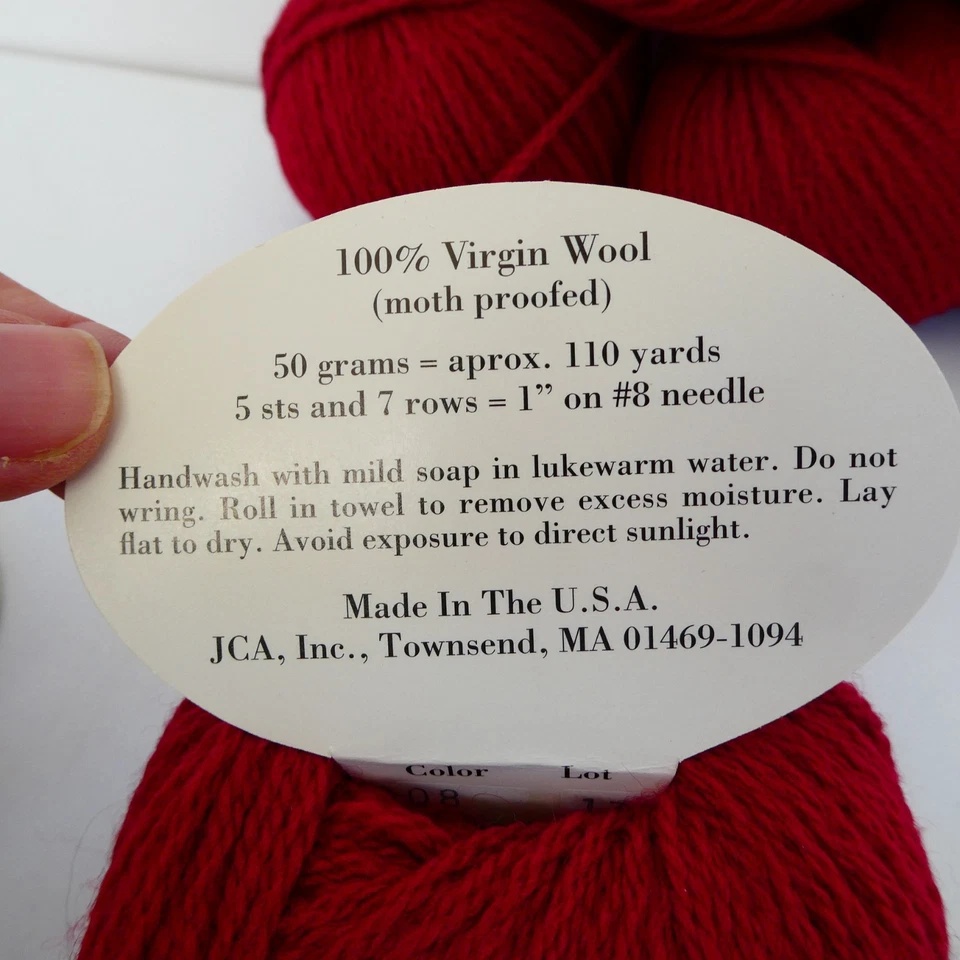 100% Virgin Wool
(moth proofed)
50 grams = aprox. 110 yards
5 sts and 7 rows = 1” on #8 needle
Handwash with mild soap in lukewarm water. Do not
wring. Roll in towel to remove excess moisture. Lay
flat to dry. Avoid exposure to direct sunlight.
Made In The U.S.A.
JCA, Inc., Townsend, MA 01469-1094
Color Lot